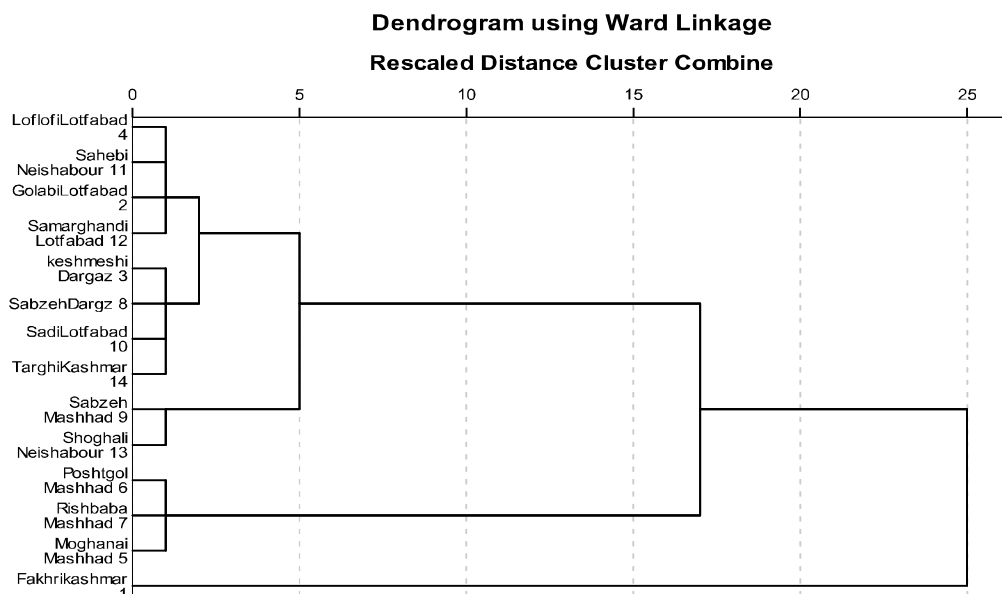 Dendrogram using Ward Linkage
Rescaled Distance Cluster Combine
0 5 10 15 20 25
LoflofiLotfabad
4
Sahebi
Neishabour 11
GolabiLotfabad
2
Samarghandi
Lotfabad 12
keshmeshi
Dargaz 3
SabzehDargz 8
SadiLotfabad
10
TarghiKashmar
14
Sabzeh
Mashhad 9
Shoghali
Neishabour 13
Poshtgol
Mashhad 6
Rishbaba
Mashhad 7
Moghanai
Mashhad 5
Fakhrikashmar
1